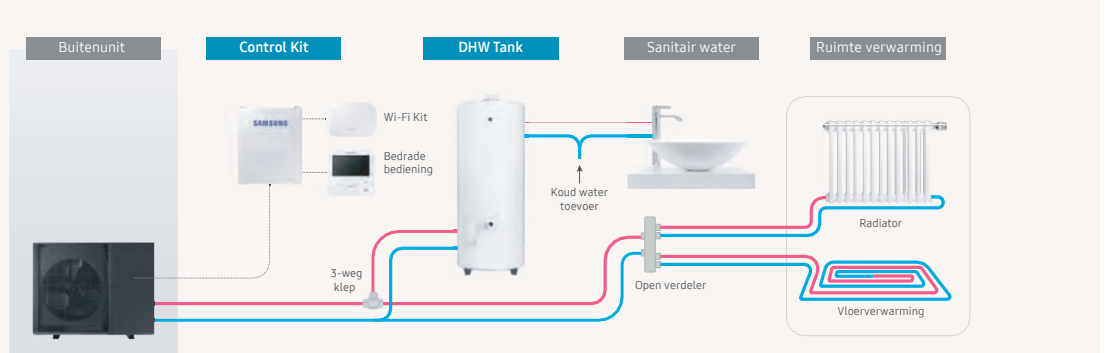 Buitenunit
Control Kit
DHW Tank
Sanitair water
Ruimte verwarming
SAMSUNG
Wi-Fi Kit
Bedrade
bediening
Koud water
toevoer
Radiator
3-weg
klep
Open verdeler
Vloerverwarming